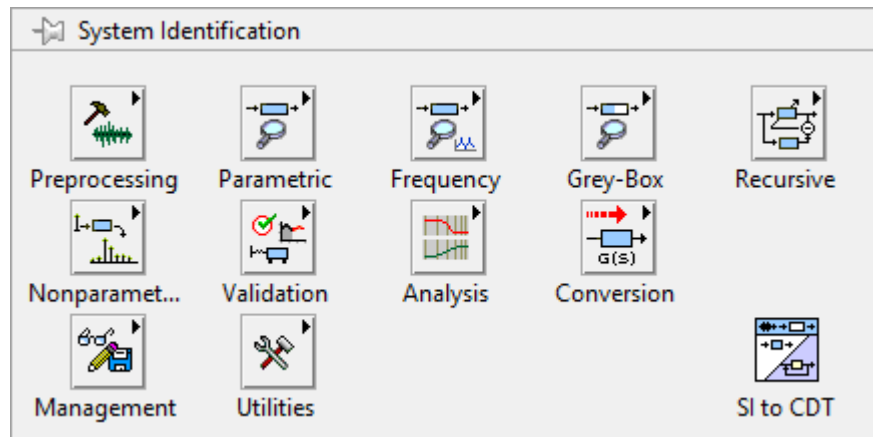 System Identification
Preprocessing Parametric Frequency Grey-Box Recursive
G(s)
Nonparamet... Validation Analysis Conversion
Management Utilities SI to CDT